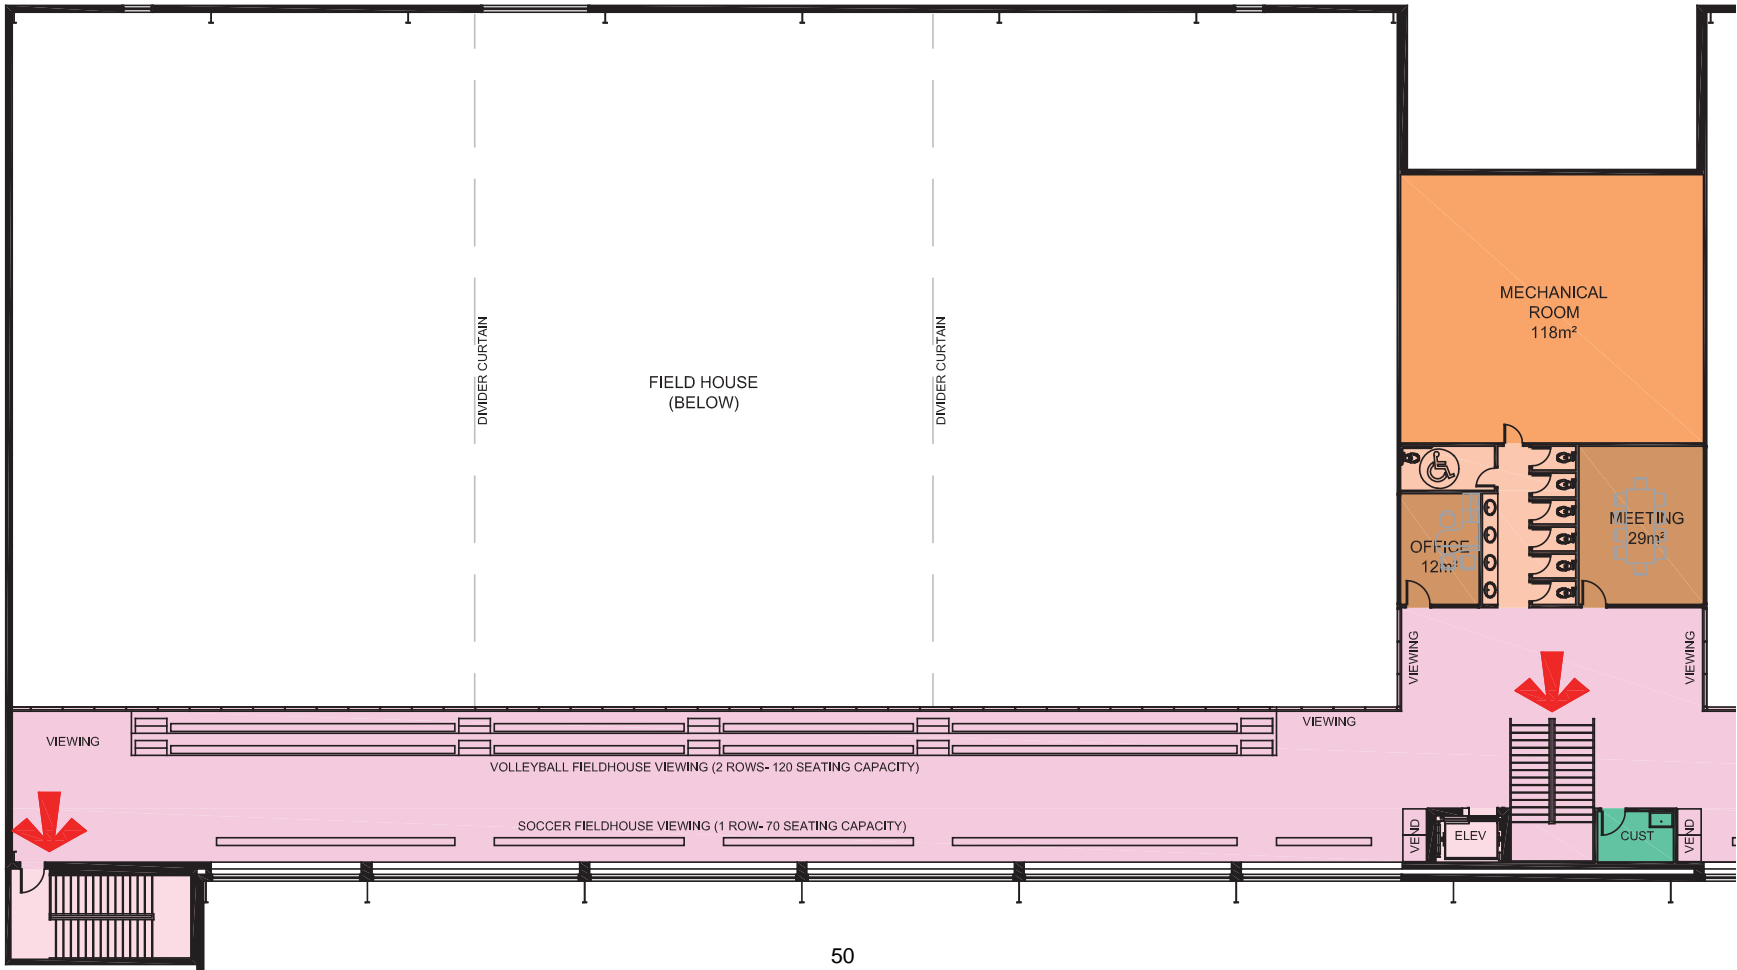 MECHANICAL
ROOM
118m²
DIVIDER CURTAIN
DIVIDER CURTAIN
FIELD HOUSE
(BELOW)
MEETING
29m²
OFFICE
12m²
VIEWING
VIEWING
VIEWING
VIEWING
VOLLEYBALL FIELDHOUSE VIEWING (2 ROWS- 120 SEATING CAPACITY)
SOCCER FIELDHOUSE VIEWING (1 ROW- 70 SEATING CAPACITY)
VEND
ELEV
CUST
VEND
50